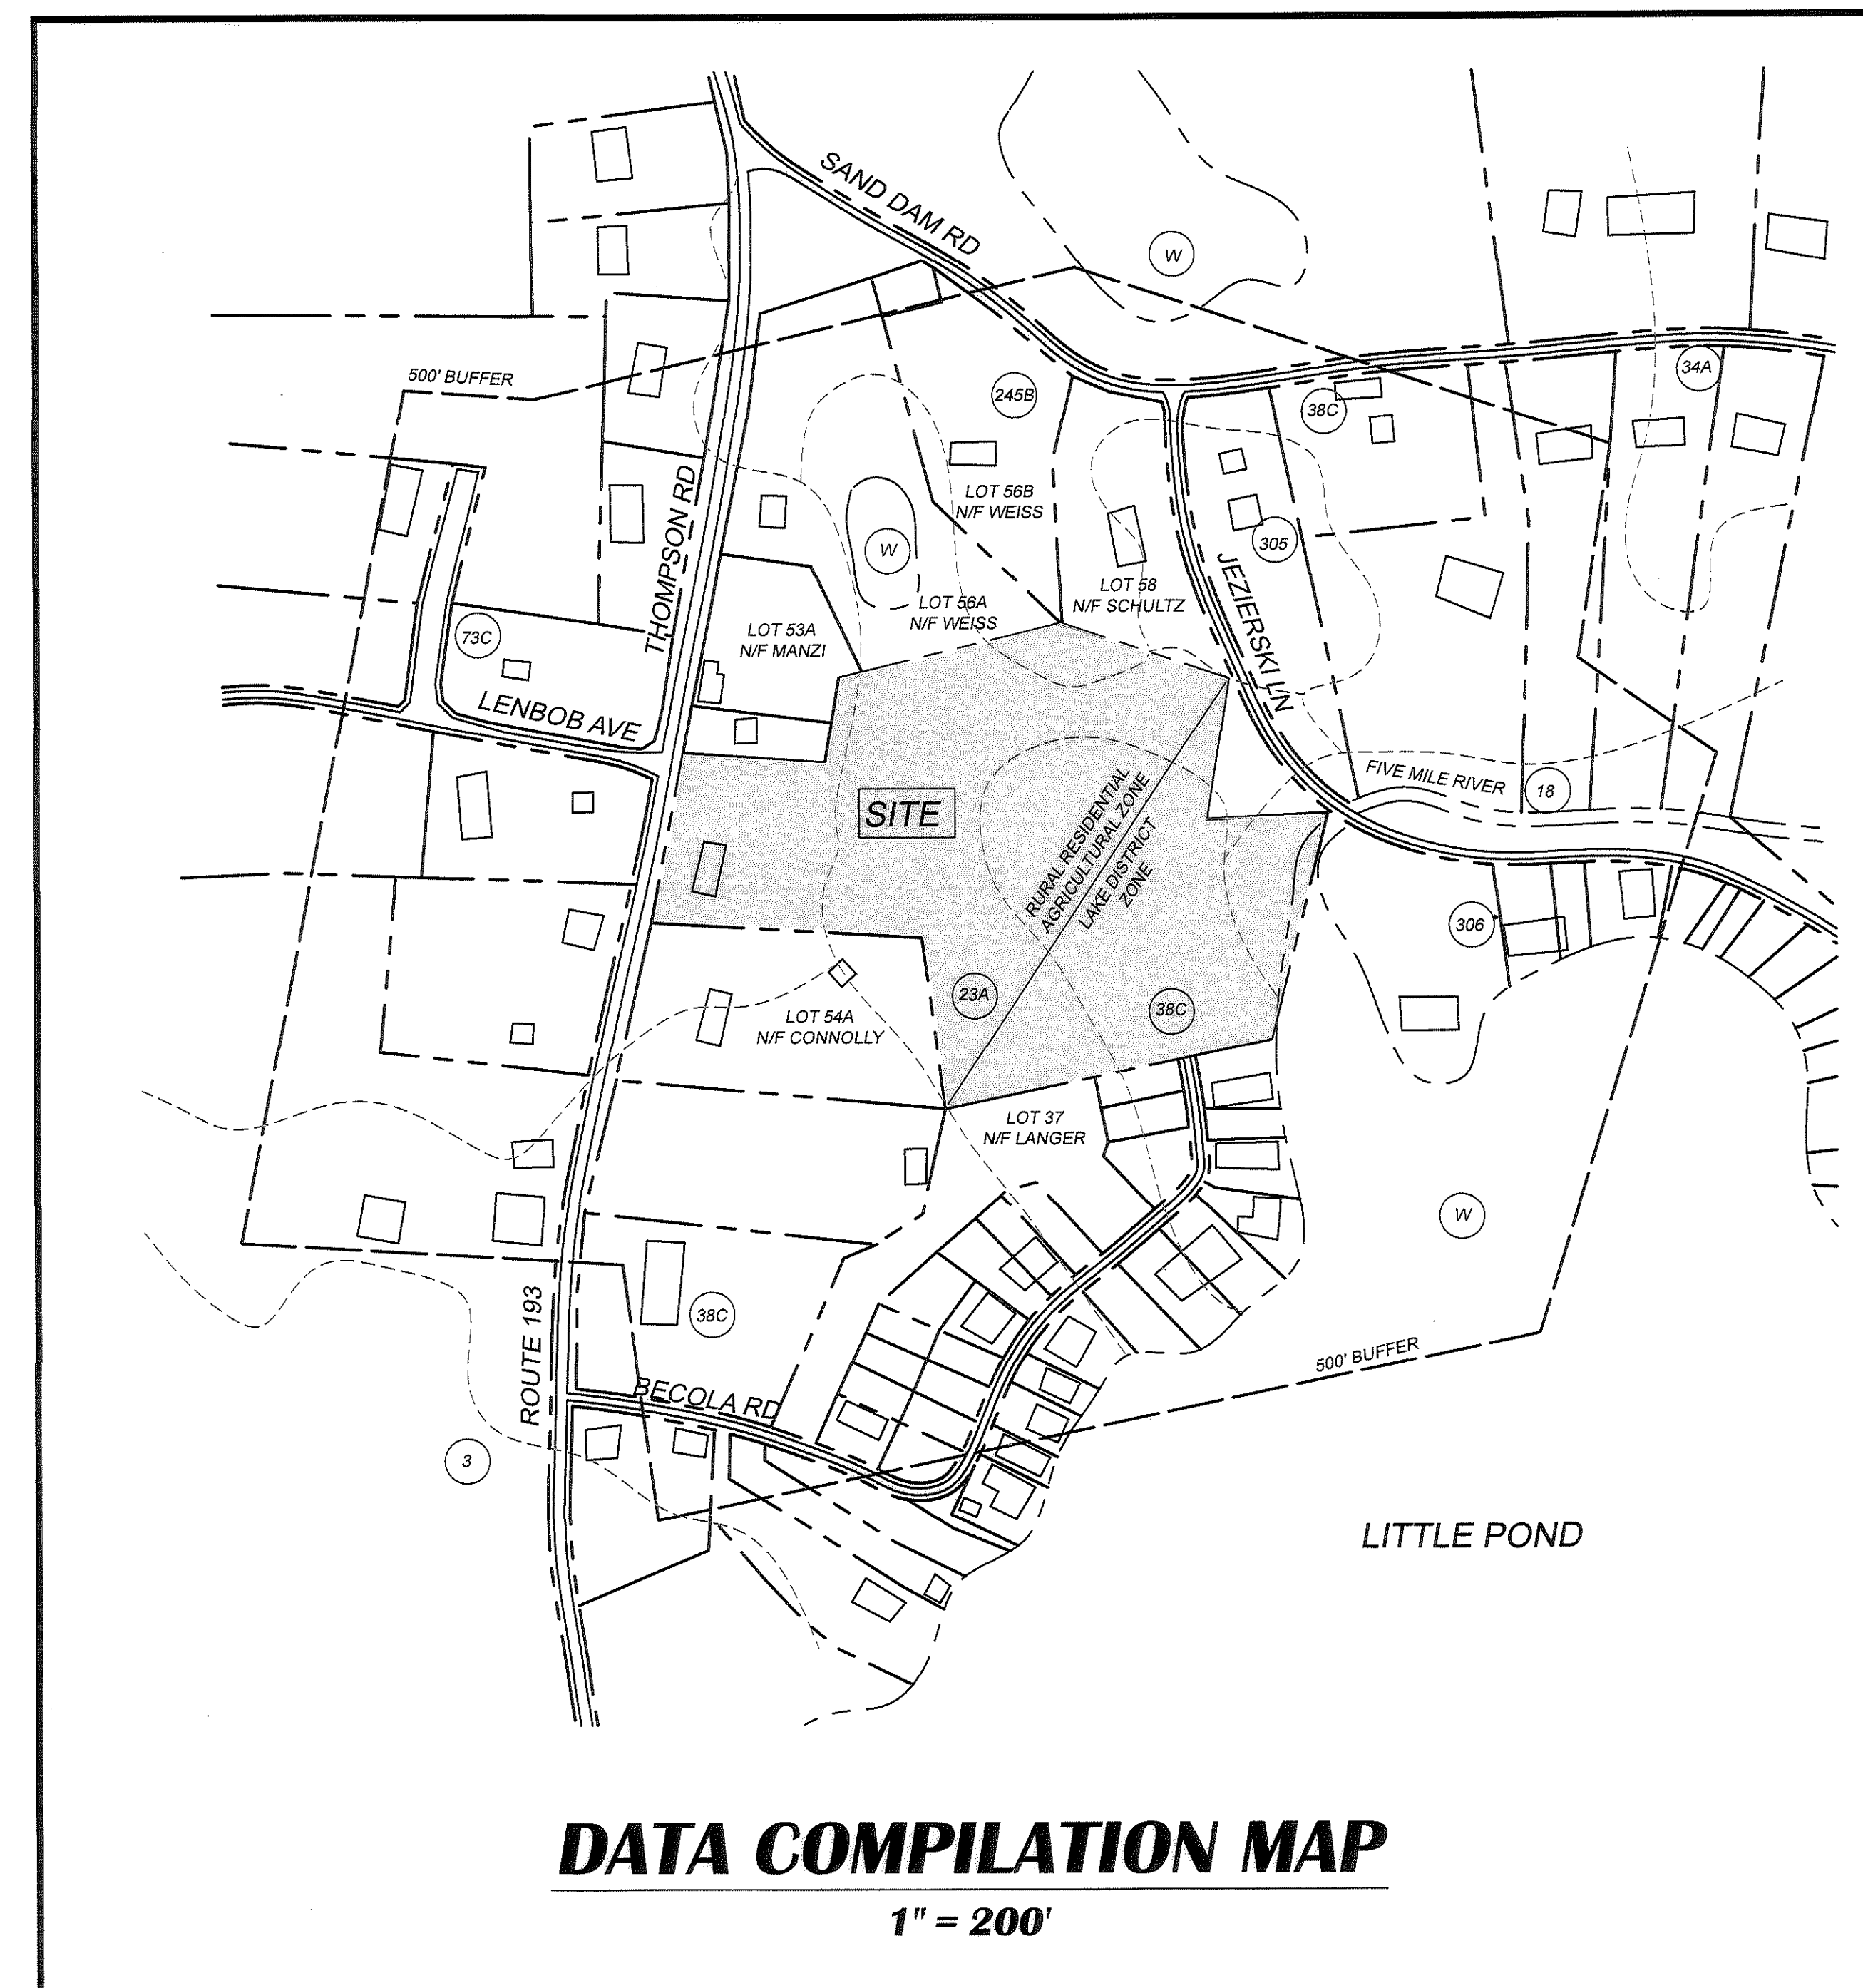 SAND DAM RD
W
500' BUFFER
34A
245B
38C
LOT 56B
N/F WEISS
THOMPSON RD
W
305
JEZIERSKI LN
LOT 58
N/F SCHULTZ
LOT 56A
N/F WEISS
73C
LOT 53A
N/F MANZI
LENBOB AVE
FIVE MILE RIVER
18
SITE
RURAL RESIDENTIAL
AGRICULTURAL ZONE
LAKE DISTRICT
ZONE
306
23A
38C
LOT 54A
N/F CONNOLLY
LOT 37
N/F LANGER
W
ROUTE 193
38C
500' BUFFER
BECOLA RD
3
LITTLE POND
DATA COMPILATION MAP
1" = 200'